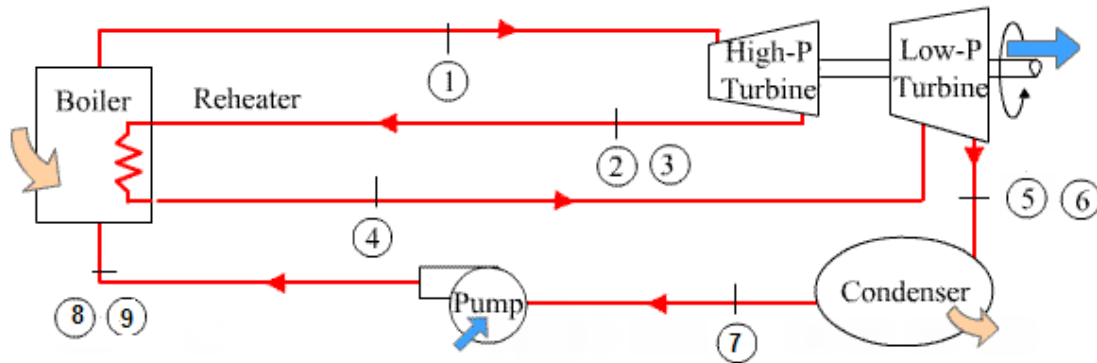 High-P
Turbine
Low-P
Turbine
1
Boiler
Reheater
2 3
4
5 6
Condenser
Pump
7
8 9